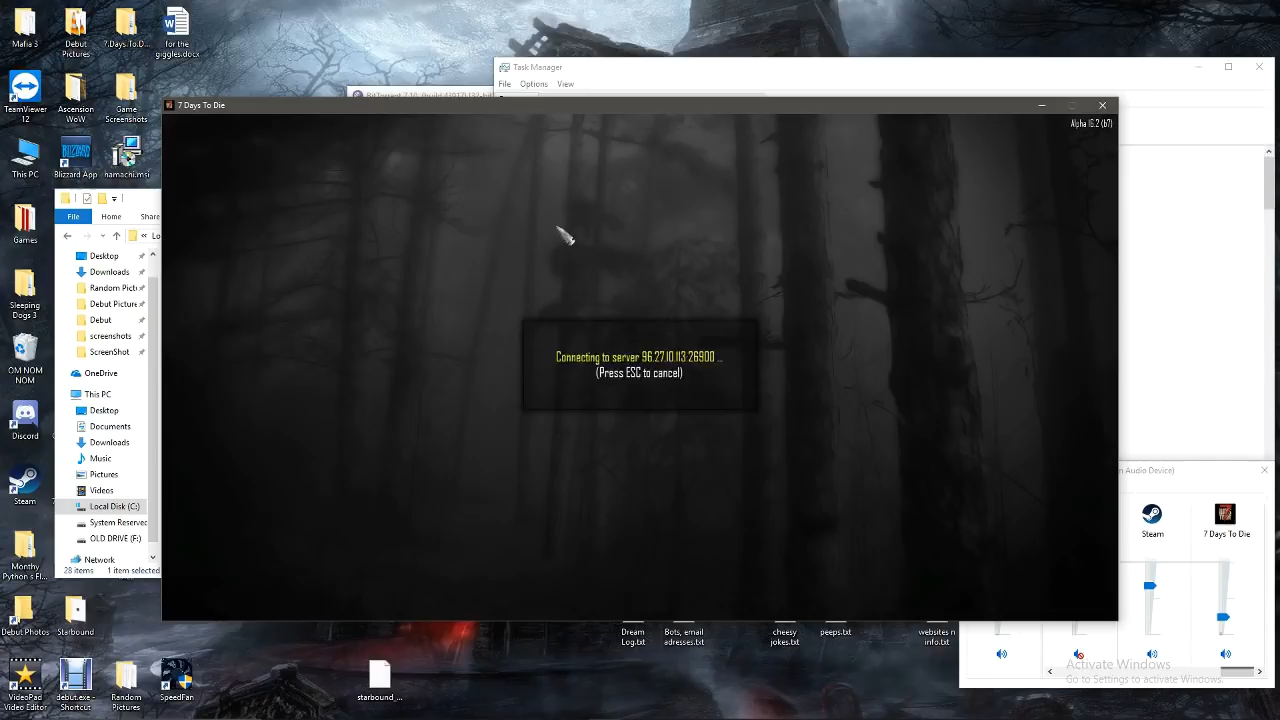 Mafia 3
Debut
Pictures
7.Days.To.D...
for the
giggles.docx
TeamViewer
12
Ascension
WoW
Game
Screenshots
This PC
Blizzard App
hamachi.msi
Games
Sleeping
Dogs 3
OM NOM
NOM
Discord
Steam
Monthy
Python s Fl...
Debut Photos
Starbound
VideoPad
Video Editor
debut.exe -
Shortcut
Random
Pictures
SpeedFan
starbound_...
File
Home
Share
« Lo
Desktop
Downloads
Random Pictu
Debut Picture
Debut
screenshots
ScreenShot
OneDrive
This PC
Desktop
Documents
Downloads
Music
Pictures
Videos
Local Disk (C:)
System Reserved
OLD DRIVE (F:)
Network
28 items
1 item selected
Task Manager
File
Options
View
7 Days To Die
Alpha 16.2 (b7)
Connecting to server 96.27.10.113:26900 ...
(Press ESC to cancel)
n Audio Device)
Steam
7 Days To Die
Dream
Log.txt
Bots, email
adresses.txt
cheesy
jokes.txt
peeps.txt
websites n
info.txt
Activate Windows
Go to Settings to activate Windows.